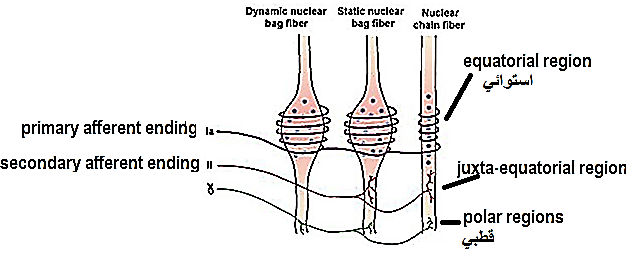 Dynamic nuclear
bag fiber
Static nuclear
bag fiber
Nuclear
chain fiber
equatorial region
استوائي
primary afferent ending Ia
secondary afferent ending II
juxta-equatorial region
ɣ
polar regions
قطبي